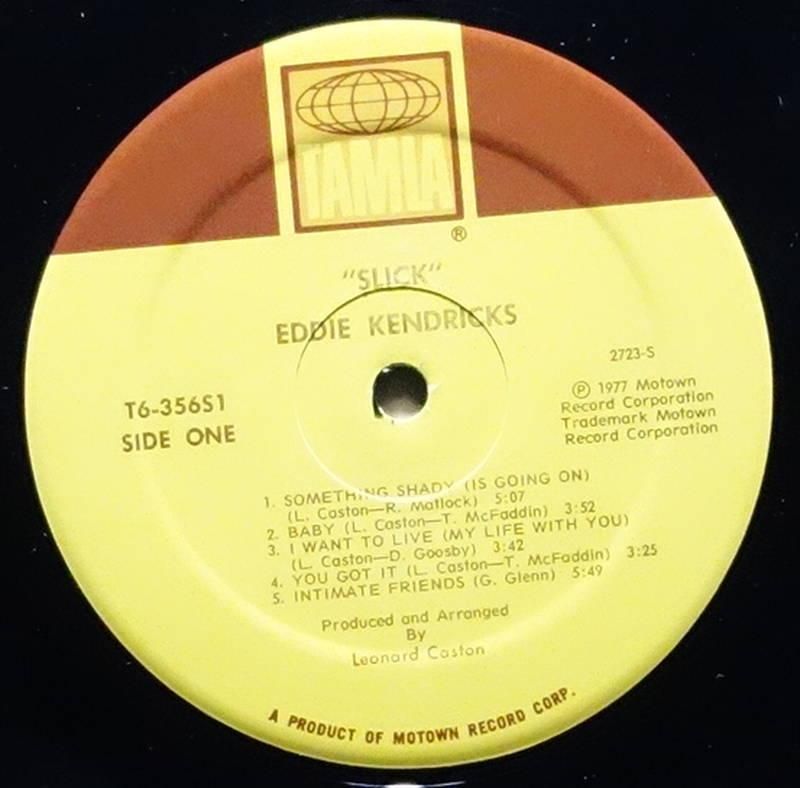 TAMLA
®
"SLICK"
EDDIE KENDRICKS
T6-356S1
SIDE ONE
2723-S
Ⓟ 1977 Motown
Record Corporation
Trademark Motown
Record Corporation
1. SOMETHING SHADY (IS GOING ON)
(L. Caston—R. Matlock) 5:07
2. BABY (L. Caston—T. McFaddin) 3:52
3. I WANT TO LIVE (MY LIFE WITH YOU)
(L. Caston—D. Goosby) 3:42
4. YOU GOT IT (L. Caston—T. McFaddin) 3:25
5. INTIMATE FRIENDS (G. Glenn) 5:49
Produced and Arranged
By
Leonard Caston
A PRODUCT OF MOTOWN RECORD CORP.